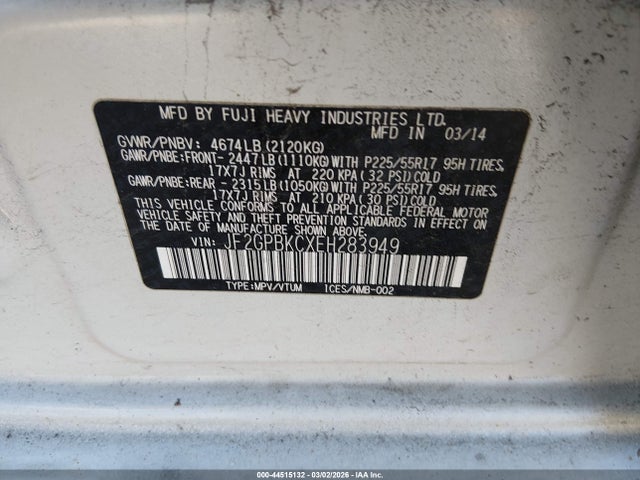 MFD BY FUJI HEAVY INDUSTRIES LTD.
MFD IN 03/14
GVWR/PNBV: 4674LB(2120KG)
GAWR/PNBE:FRONT- 2447LB(1110KG)WITH P225/55R17 95H TIRES,
17X7J RIMS AT 220 KPA(32 PSI)COLD
GAWR/PNBE:REAR - 2315LB(1050KG)WITH P225/55R17 95H TIRES,
17X7J RIMS AT 210 KPA(30 PSI)COLD
THIS VEHICLE CONFORMS TO ALL APPLICABLE FEDERAL MOTOR
VEHICLE SAFETY AND THEFT PREVENTION STANDARDS IN EFFECT
ON THE DATE OF MANUFACTURE SHOWN ABOVE.
VIN: JF2GPBKCXEH283949
TYPE:MPV/VTUM ICES/NMB-002
000-44515132 - 03/02/2026 - IAAI.COM